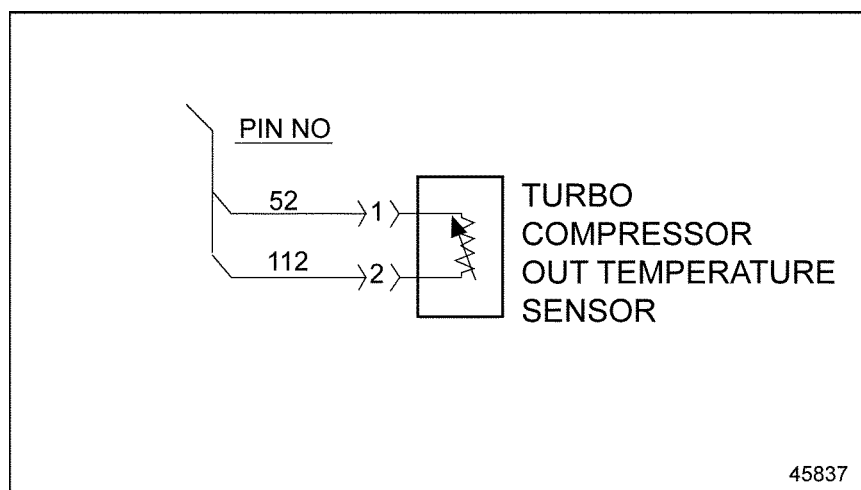 PIN NO
52
1
112
2
TURBO
COMPRESSOR
OUT TEMPERATURE
SENSOR
45837